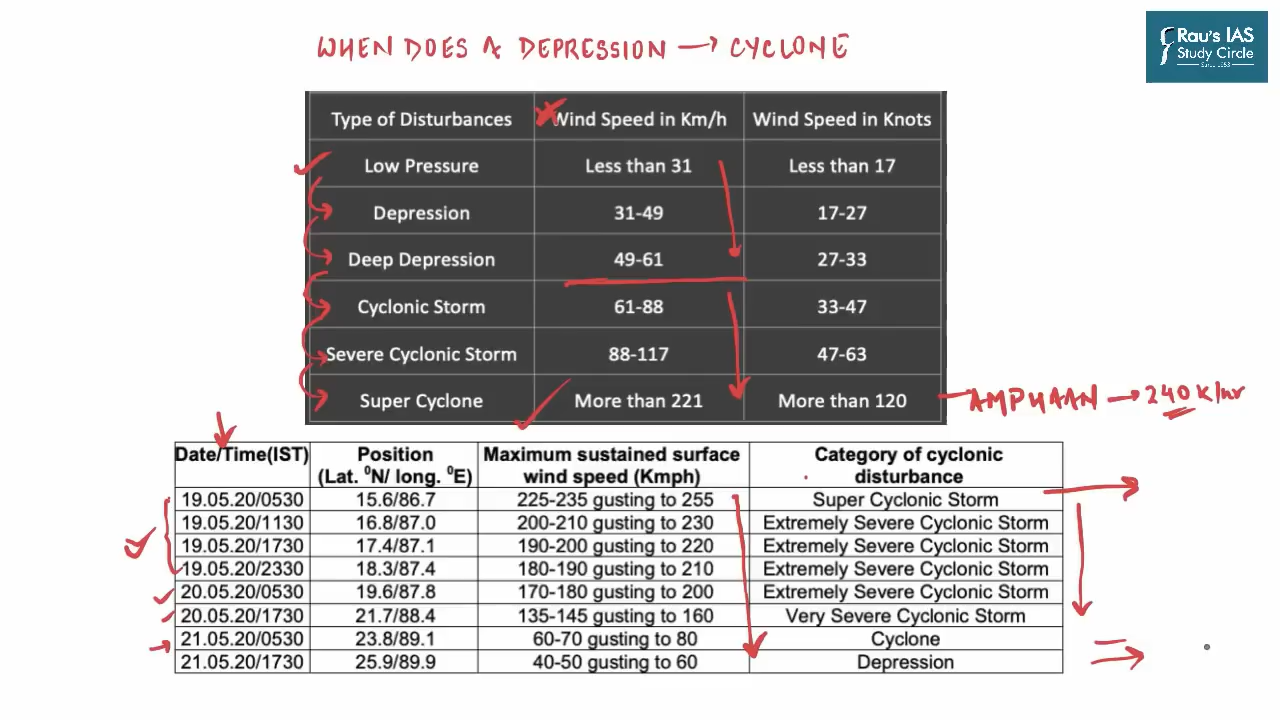 WHEN DOES A DEPRESSION → CYCLONE
Rau's IAS
Study Circle
Since 1953
Type of Disturbances Wind Speed in Km/h Wind Speed in Knots
Low Pressure Less than 31 Less than 17
Depression 31-49 17-27
Deep Depression 49-61 27-33
Cyclonic Storm 61-88 33-47
Severe Cyclonic Storm 88-117 47-63
Super Cyclone More than 221 More than 120
AMPHAAN → 240 K/hr
Date/Time(IST) Position Maximum sustained surface Category of cyclonic
(Lat. ⁰N/ long. ⁰E) wind speed (Kmph) disturbance
19.05.20/0530 15.6/86.7 225-235 gusting to 255 Super Cyclonic Storm
19.05.20/1130 16.8/87.0 200-210 gusting to 230 Extremely Severe Cyclonic Storm
19.05.20/1730 17.4/87.1 190-200 gusting to 220 Extremely Severe Cyclonic Storm
19.05.20/2330 18.3/87.4 180-190 gusting to 210 Extremely Severe Cyclonic Storm
20.05.20/0530 19.6/87.8 170-180 gusting to 200 Extremely Severe Cyclonic Storm
20.05.20/1730 21.7/88.4 135-145 gusting to 160 Very Severe Cyclonic Storm
21.05.20/0530 23.8/89.1 60-70 gusting to 80 Cyclone
21.05.20/1730 25.9/89.9 40-50 gusting to 60 Depression